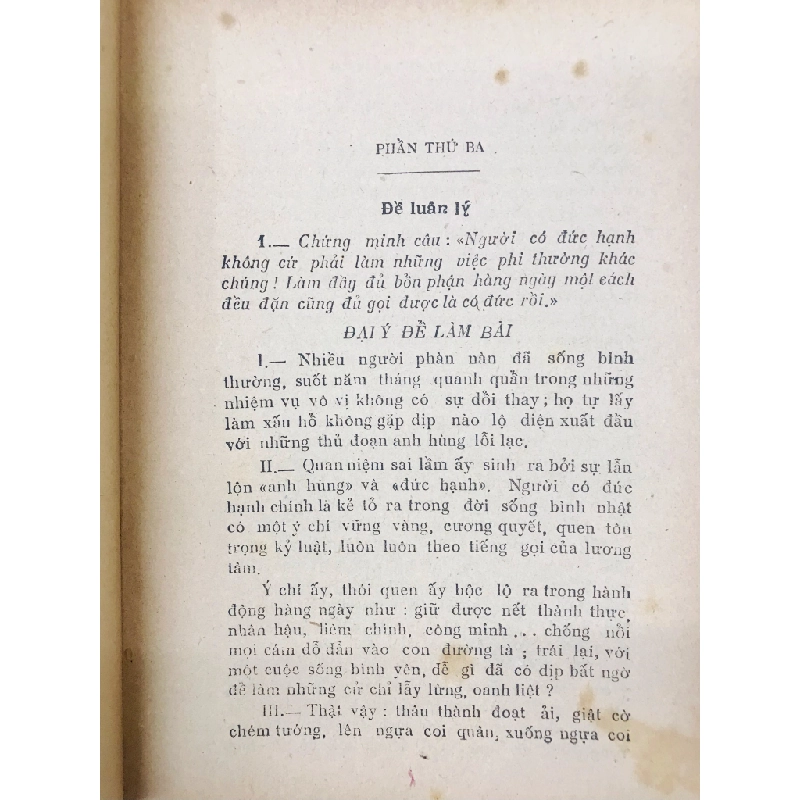 PHẦN THỨ BA
Đề luân lý
1.— Chứng minh câu : «Người có đức hạnh
không cứ phải làm những việc phi thường khác
chúng ! Làm đầy đủ bổn phận hàng ngày một cách
đều đặn cũng đủ gọi được là có đức rồi.»
ĐẠI Ý ĐỀ LÀM BÀI
I.— Nhiều người phàn nàn đã sống bình
thường, suốt năm tháng quanh quẩn trong những
nhiệm vụ vô vị không có sự đổi thay ; họ tự lấy
làm xấu hổ không gặp dịp nào lộ diện xuất đầu
với những thủ đoạn anh hùng lỗi lạc.
II.— Quan niệm sai lầm ấy sinh ra bởi sự lẫn
lộn «anh hùng» và «đức hạnh». Người có đức
hạnh chính là kẻ tỏ ra trong đời sống bình nhật
có một ý chí vững vàng, cương quyết, quen tôn
trọng kỷ luật, luôn luôn theo tiếng gọi của lương
tâm.
Ý chí ấy, thói quen ấy bộc lộ ra trong hành
động hàng ngày như : giữ được nết thành thực,
nhân hậu, liêm chính, công minh ... chống nổi
mọi cám dỗ dẫn vào con đường tà ; trái lại, với
một cuộc sống bình yên, dễ gì đã có dịp bất ngờ
để làm những cử chỉ lẫy lừng, oanh liệt ?
III.— Thật vậy : thân thành đoạt ải, giật cờ
chém tướng, lên ngựa coi quân, xuống ngựa coi